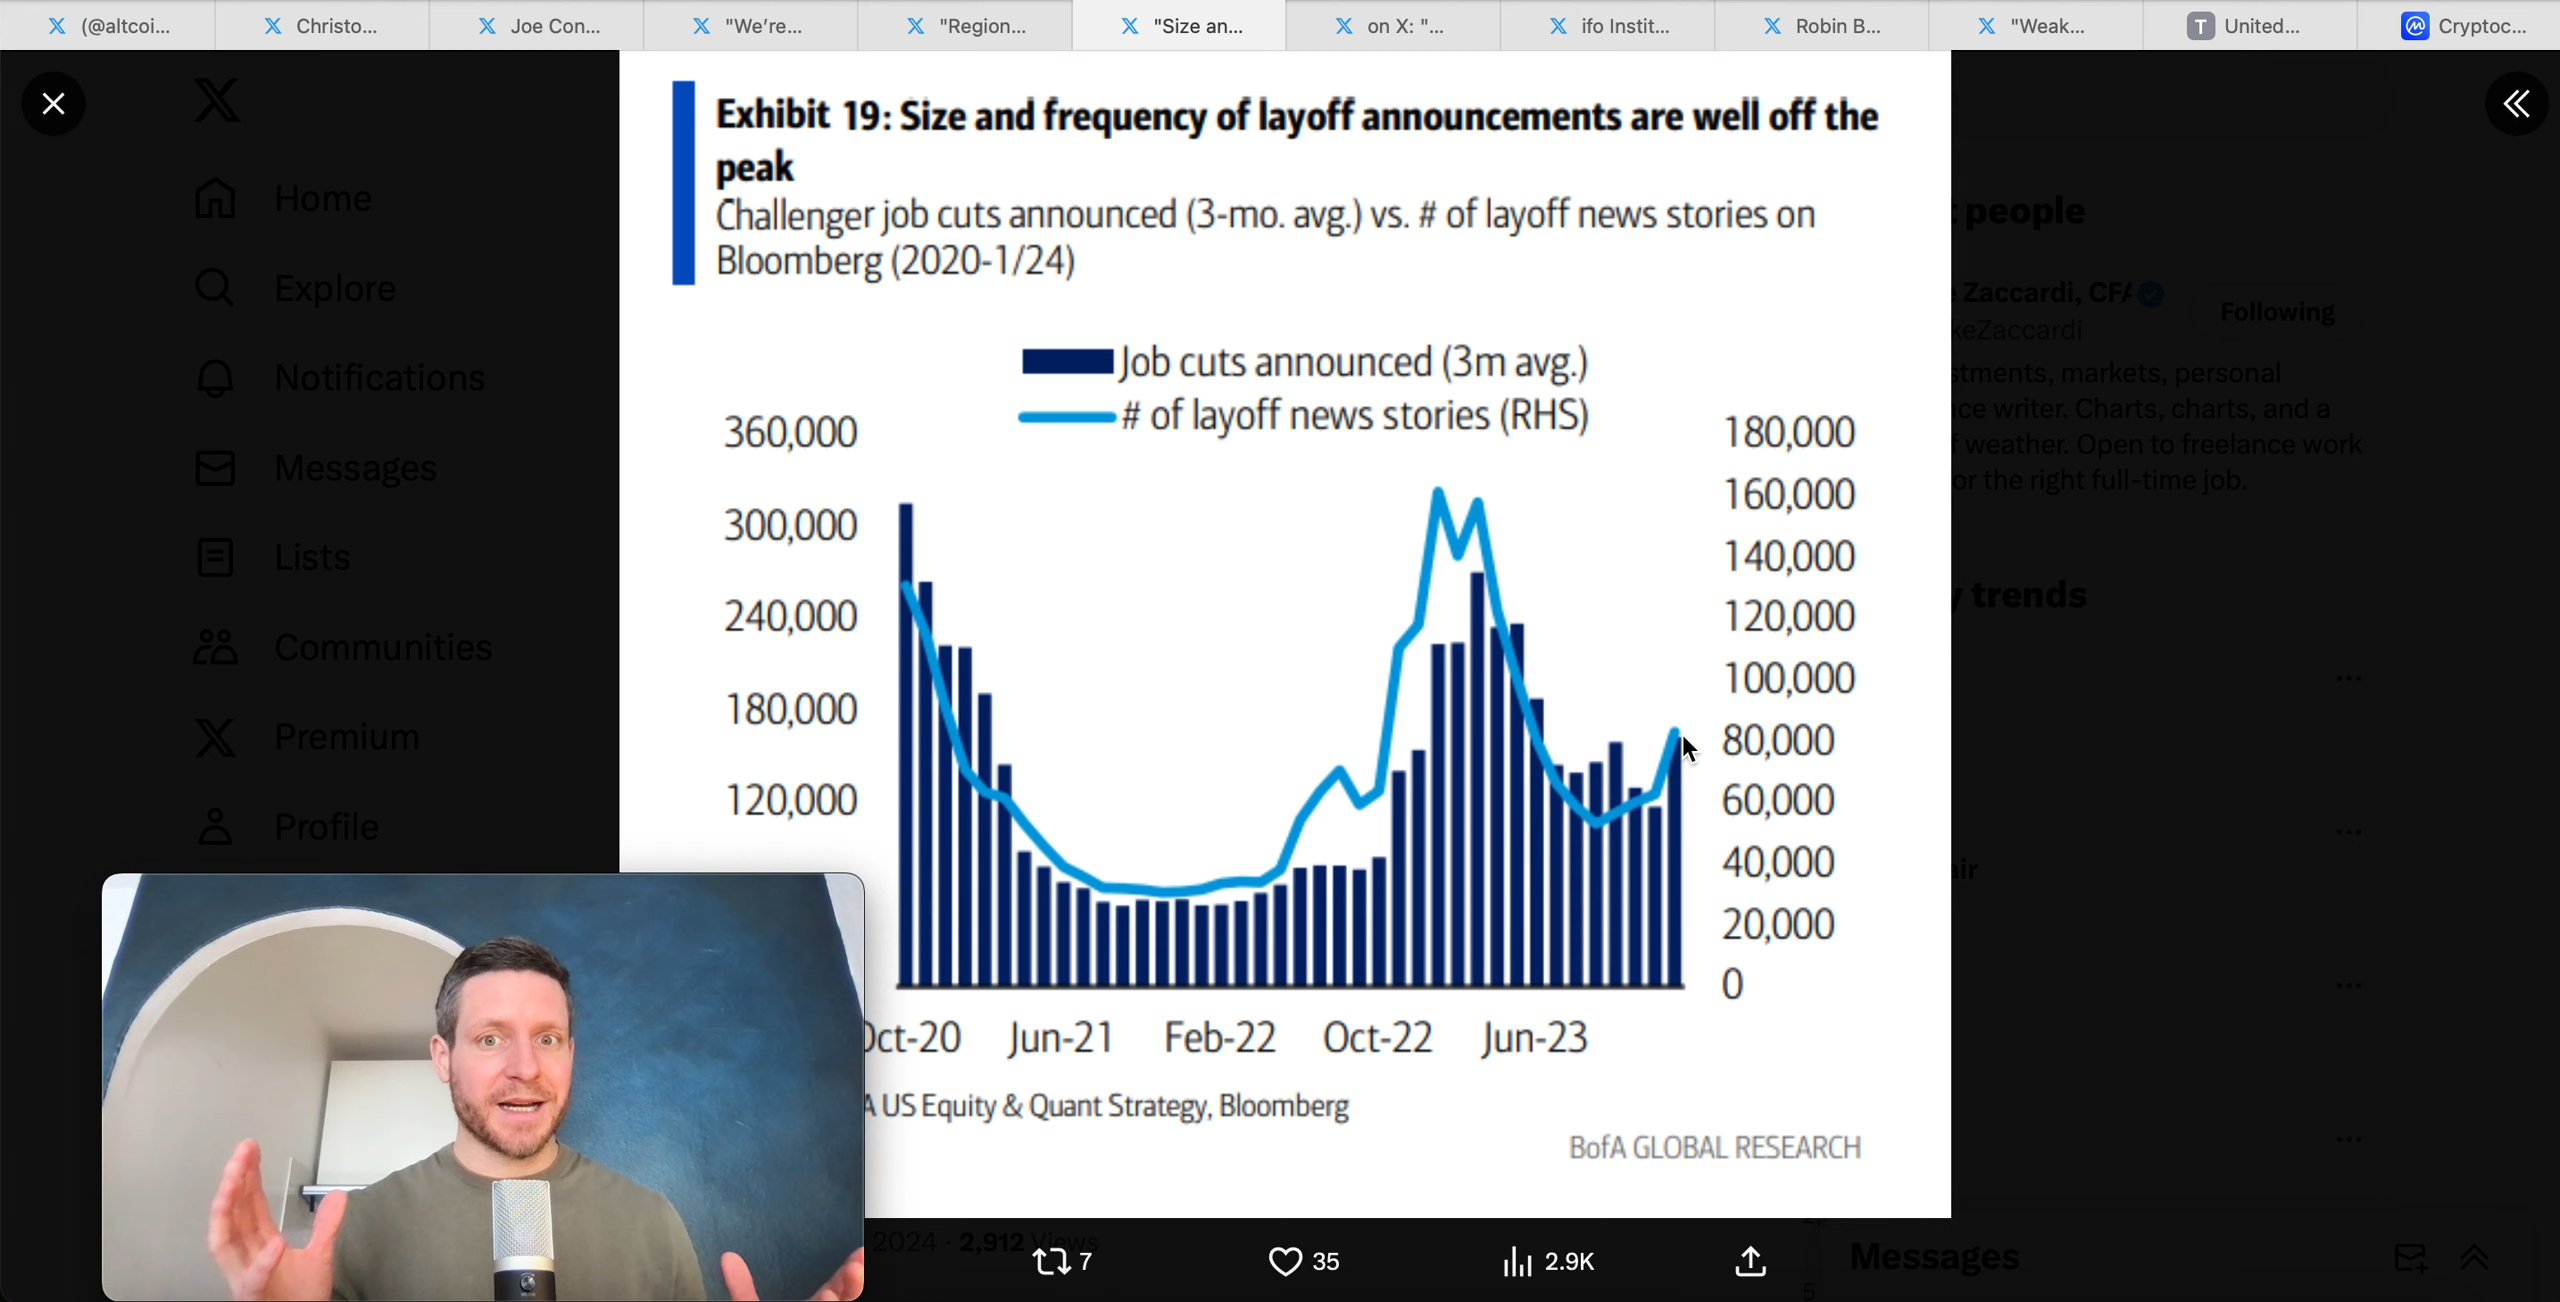 (@altcoi...
Christo...
Joe Con...
"We're...
"Region...
"Size an...
on X: "...
ifo Instit...
Robin B...
"Weak...
T
United...
Cryptoc...
Home
Explore
Notifications
Messages
Lists
Communities
Premium
Profile
Exhibit 19: Size and frequency of layoff announcements are well off the
peak
Challenger job cuts announced (3-mo. avg.) vs. # of layoff news stories on
Bloomberg (2020-1/24)
Job cuts announced (3m avg.)
# of layoff news stories (RHS)
360,000
300,000
240,000
180,000
120,000
180,000
160,000
140,000
120,000
100,000
80,000
60,000
40,000
20,000
0
Oct-20 Jun-21 Feb-22 Oct-22 Jun-23
A US Equity & Quant Strategy, Bloomberg
BofA GLOBAL RESEARCH
2024 · 2,912 Views
7
35
2.9K
people
Zaccardi, CFA
Following
keZaccardi
stments, markets, personal
ce writer. Charts, charts, and a
weather. Open to freelance work
or the right full-time job.
trends
air
Messages